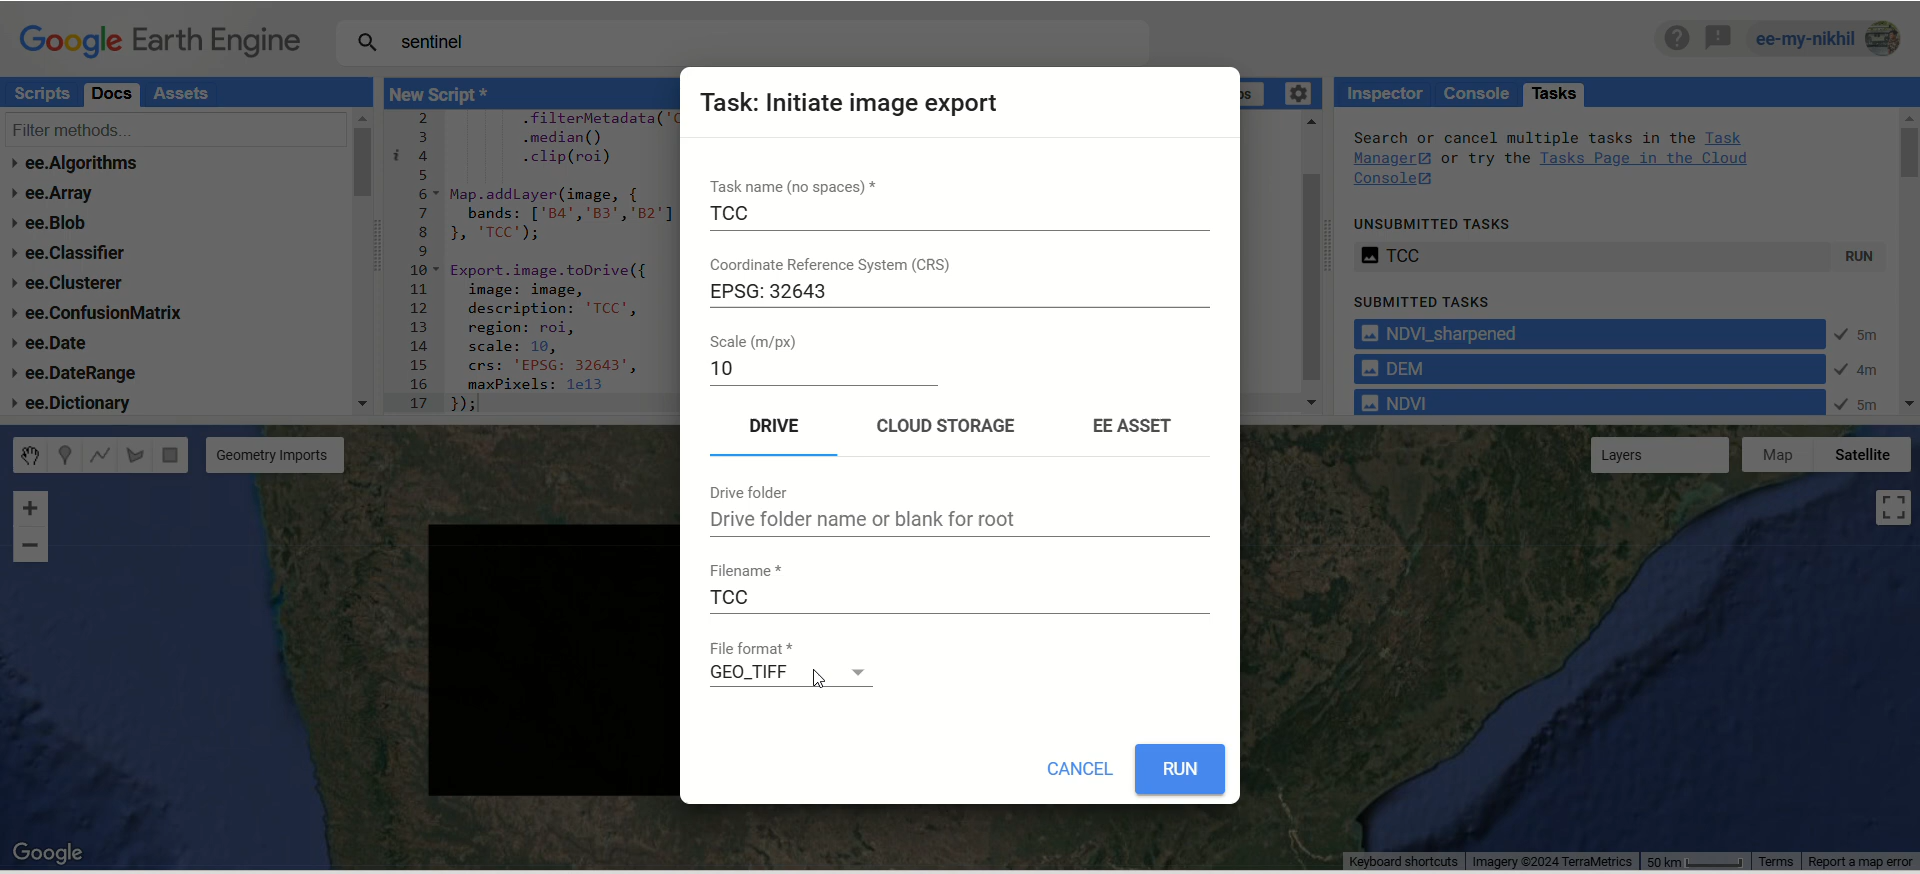 Google Earth Engine
sentinel
ee-my-nikhil
Scripts Docs Assets
Filter methods...
ee.Algorithms
ee.Array
ee.Blob
ee.Classifier
ee.Clusterer
ee.ConfusionMatrix
ee.Date
ee.DateRange
ee.Dictionary
New Script *
2 .filterMetadata('
3 .median()
4 .clip(roi)
5
6 Map.addLayer(image, {
7 bands: ['B4','B3','B2']
8 }, 'TCC');
9
10 Export.image.toDrive({
11 image: image,
12 description: 'TCC',
13 region: roi,
14 scale: 10,
15 crs: 'EPSG: 32643',
16 maxPixels: 1e13
17 });
Task: Initiate image export
Task name (no spaces) *
TCC
Coordinate Reference System (CRS)
EPSG: 32643
Scale (m/px)
10
DRIVE CLOUD STORAGE EE ASSET
Drive folder
Drive folder name or blank for root
Filename *
TCC
File format *
GEO_TIFF
CANCEL RUN
Inspector Console Tasks
Search or cancel multiple tasks in the Task
Manager or try the Tasks Page in the Cloud
Console
UNSUBMITTED TASKS
TCC RUN
SUBMITTED TASKS
NDVI_sharpened 5m
DEM 4m
NDVI 5m
Geometry Imports
Layers
Map Satellite
+
−
Google
Keyboard shortcuts Imagery ©2024 TerraMetrics 50 km Terms Report a map error